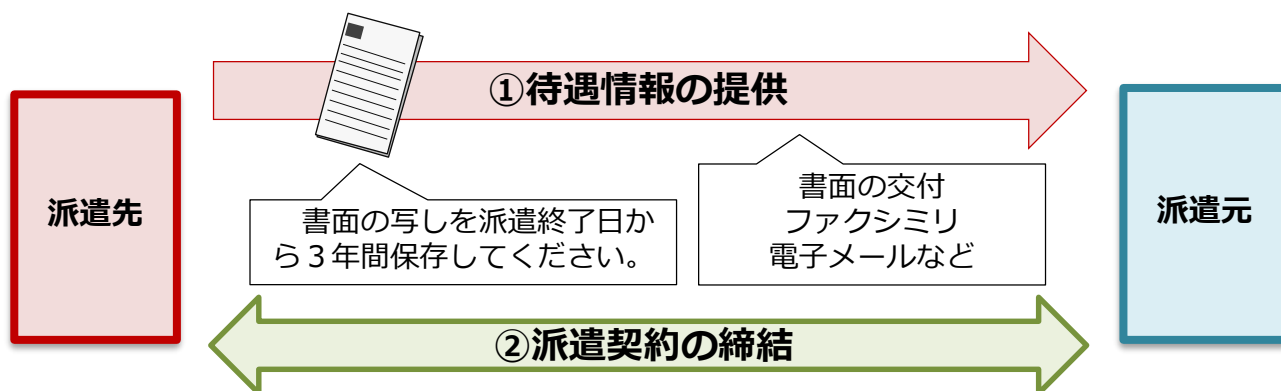 ①待遇情報の提供
派遣先
書面の写しを派遣終了日か
ら３年間保存してください。
書面の交付
ファクシミリ
電子メールなど
派遣元
②派遣契約の締結